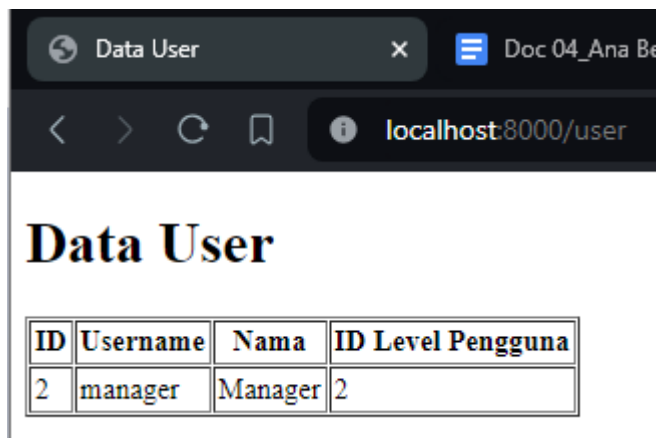 Data User
Doc 04_Ana Be
localhost:8000/user
Data User
ID Username Nama ID Level Pengguna
2 manager Manager 2